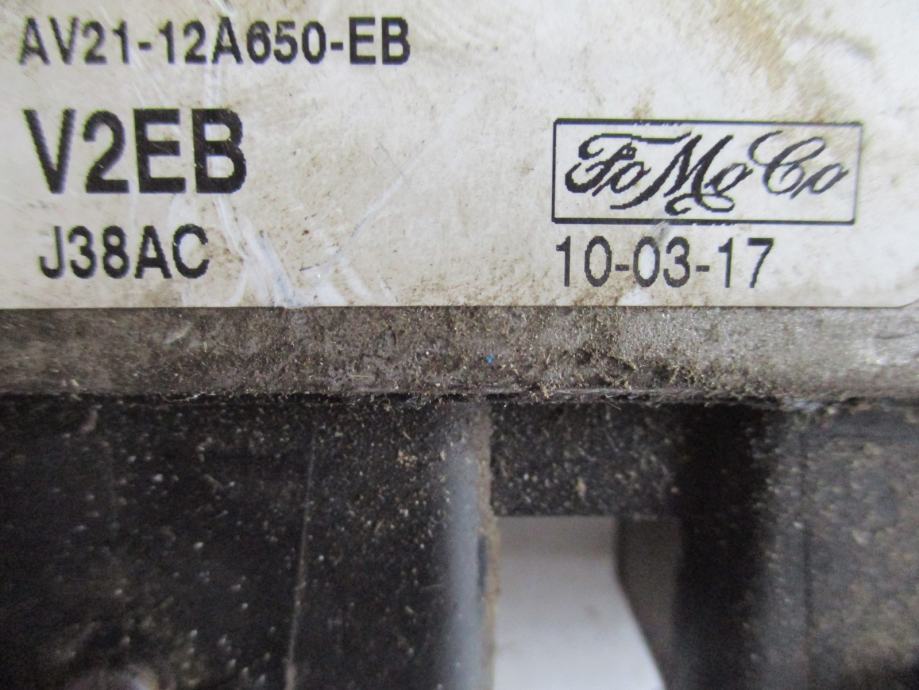 AV21-12A650-EB
V2EB
J38AC
FoMoCo
10-03-17